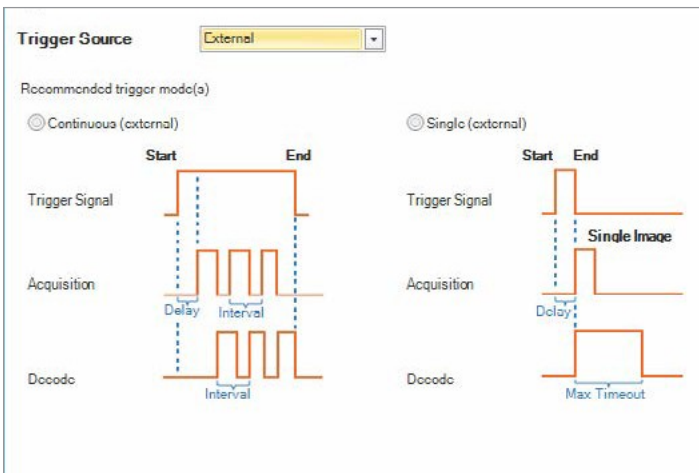 Trigger Source
External
Recommended trigger mode(s)
Continuous (external)
Start End
Trigger Signal
Acquisition
Delay Interval
Decode
Interval
Single (external)
Start End
Trigger Signal
Single Image
Acquisition
Delay
Decode
Max Timeout